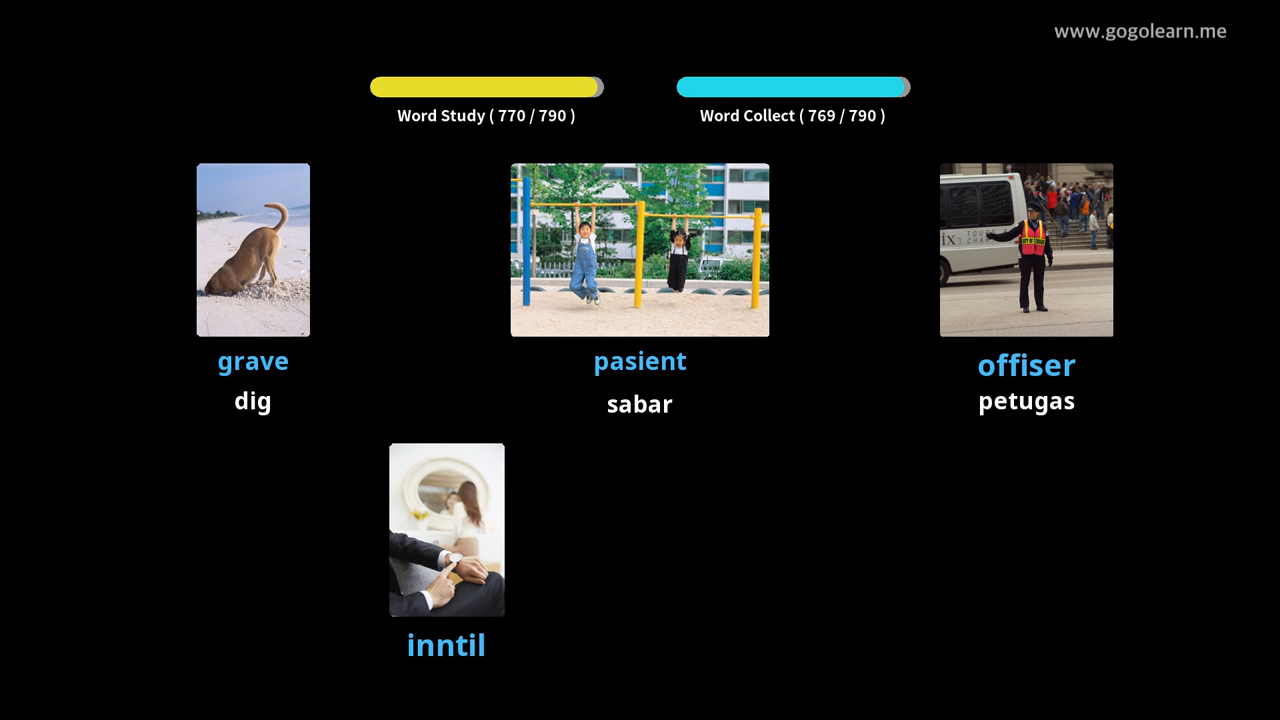 www.gogolearn.me
Word Study ( 770 / 790 )
Word Collect ( 769 / 790 )
grave
pasient
offiser
dig
sabar
petugas
inntil